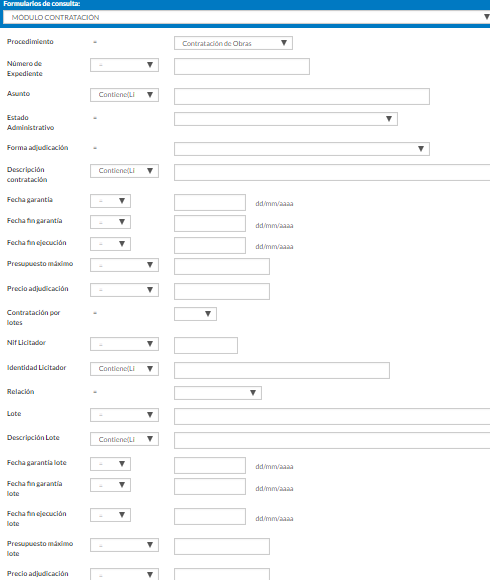 Formularios de consulta:
MÓDULO CONTRATACIÓN
Procedimiento = Contratación de Obras
Número de
Expediente =
Asunto Contiene(Li
Estado
Administrativo =
Forma adjudicación =
Descripción
contratación Contiene(Li
Fecha garantía = dd/mm/aaaa
Fecha fin garantía = dd/mm/aaaa
Fecha fin ejecución = dd/mm/aaaa
Presupuesto máximo =
Precio adjudicación =
Contratación por
lotes =
Nif Licitador =
Identidad Licitador Contiene(Li
Relación =
Lote =
Descripción Lote Contiene(Li
Fecha garantía lote = dd/mm/aaaa
Fecha fin garantía
lote = dd/mm/aaaa
Fecha fin ejecución
lote = dd/mm/aaaa
Presupuesto máximo
lote =
Precio adjudicación =